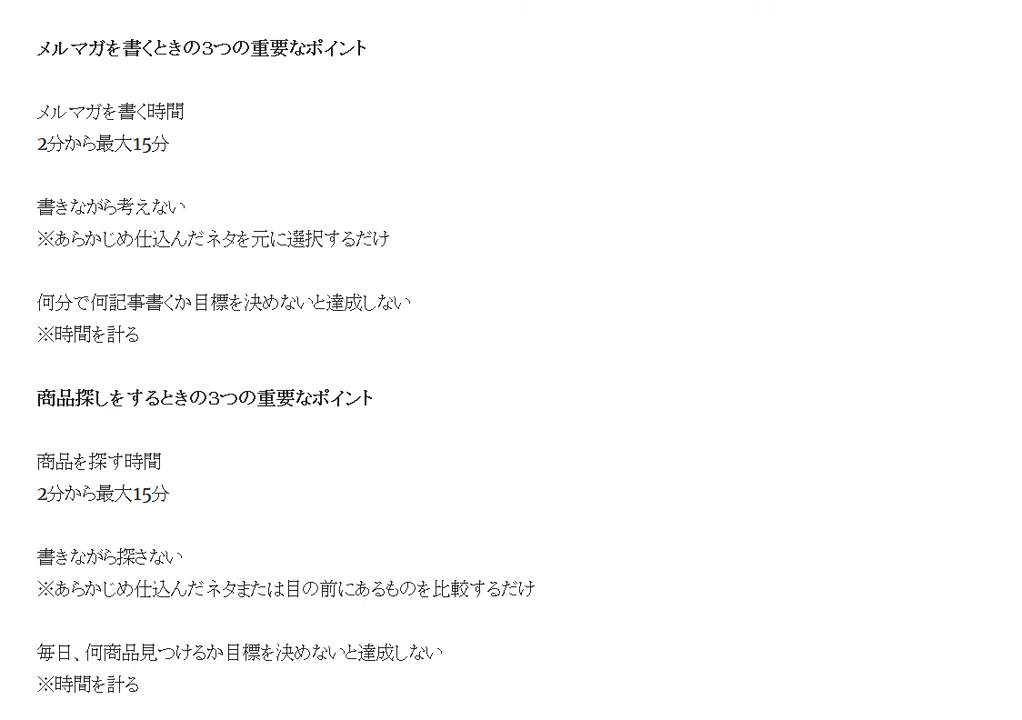 メルマガを書くときの3つの重要なポイント
メルマガを書く時間
2分から最大15分
書きながら考えない
※あらかじめ仕込んだネタを元に選択するだけ
何分で何記事書くか目標を決めないと達成しない
※時間を計る
商品探しをするときの3つの重要なポイント
商品を探す時間
2分から最大15分
書きながら探さない
※あらかじめ仕込んだネタまたは目の前にあるものを比較するだけ
毎日、何商品見つけるか目標を決めないと達成しない
※時間を計る